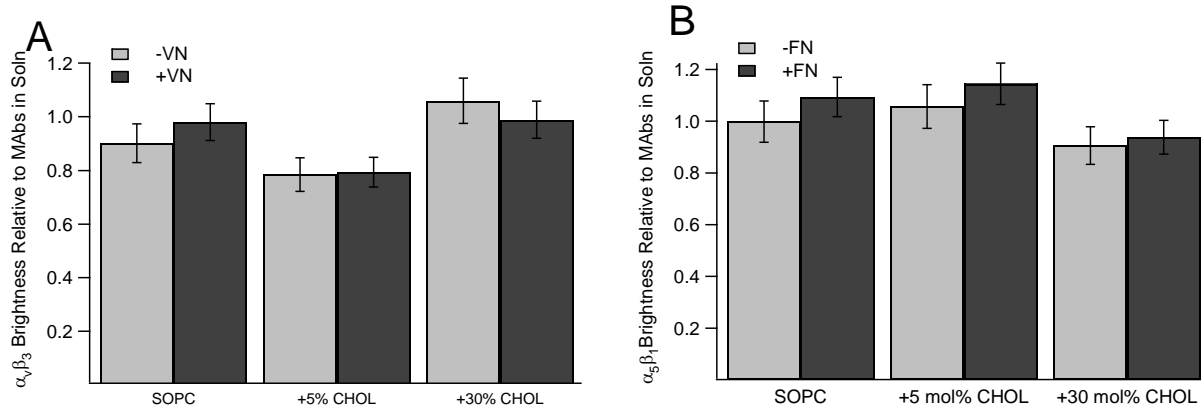 A
αvβ3 Brightness Relative to MAbs in Soln
-VN
+VN
1.2
1.0
0.8
0.6
0.4
0.2
SOPC
+5% CHOL
+30% CHOL
B
α5β1Brightness Relative to MAbs in Soln
-FN
+FN
1.2
1.0
0.8
0.6
0.4
0.2
SOPC
+5 mol% CHOL
+30 mol% CHOL